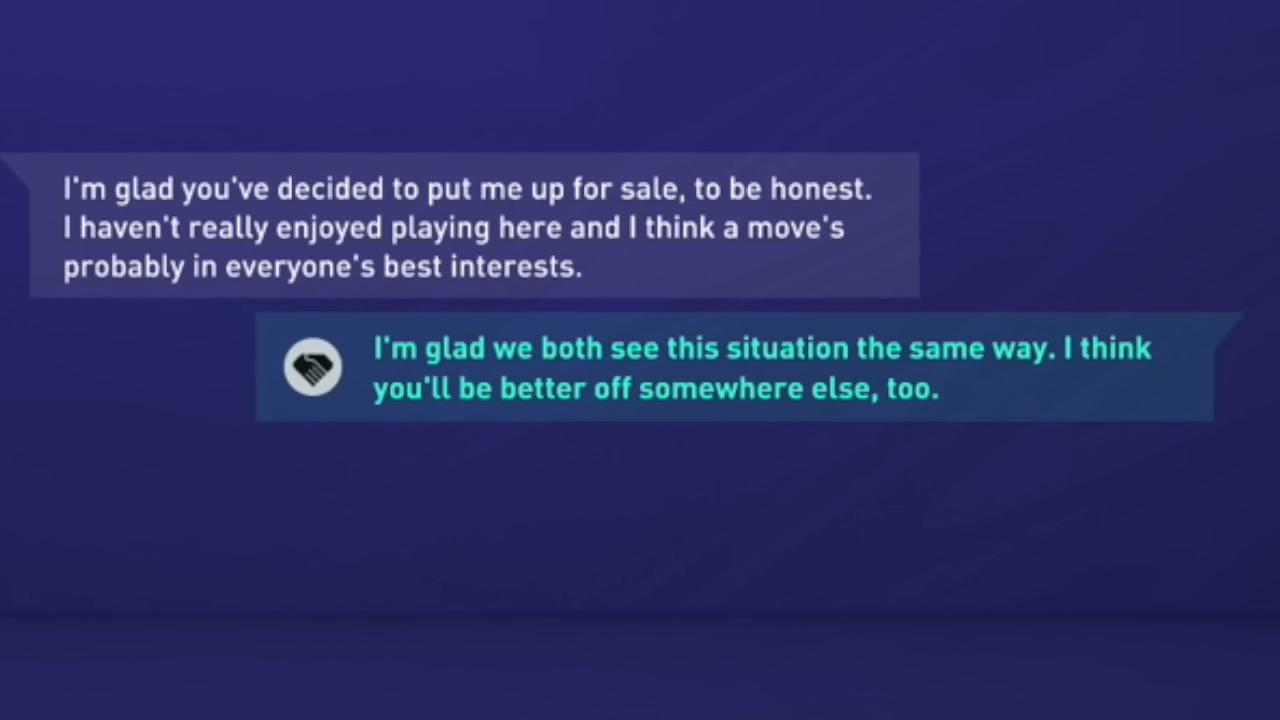 I'm glad you've decided to put me up for sale, to be honest.
I haven't really enjoyed playing here and I think a move's
probably in everyone's best interests.
I'm glad we both see this situation the same way. I think
you'll be better off somewhere else, too.